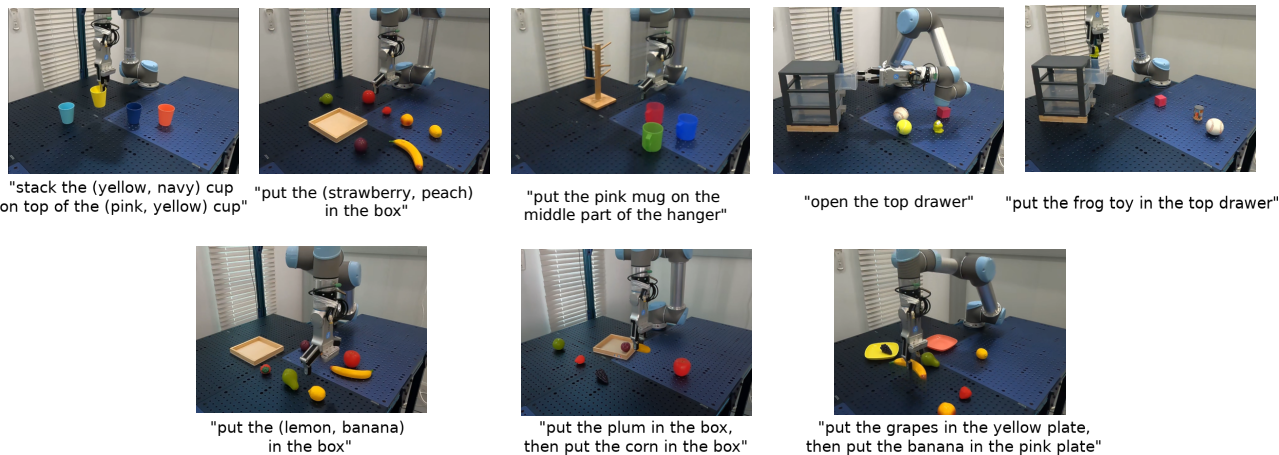 "stack the (yellow, navy) cup
on top of the (pink, yellow) cup"
"put the (strawberry, peach)
in the box"
"put the pink mug on the
middle part of the hanger"
"open the top drawer"
"put the frog toy in the top drawer"
"put the (lemon, banana)
in the box"
"put the plum in the box,
then put the corn in the box"
"put the grapes in the yellow plate,
then put the banana in the pink plate"